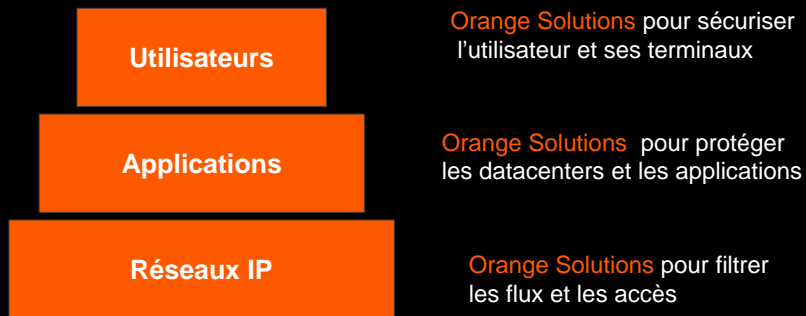 Utilisateurs
Orange Solutions pour sécuriser
l'utilisateur et ses terminaux
Applications
Orange Solutions pour protéger
les datacenters et les applications
Réseaux IP
Orange Solutions pour filtrer
les flux et les accès